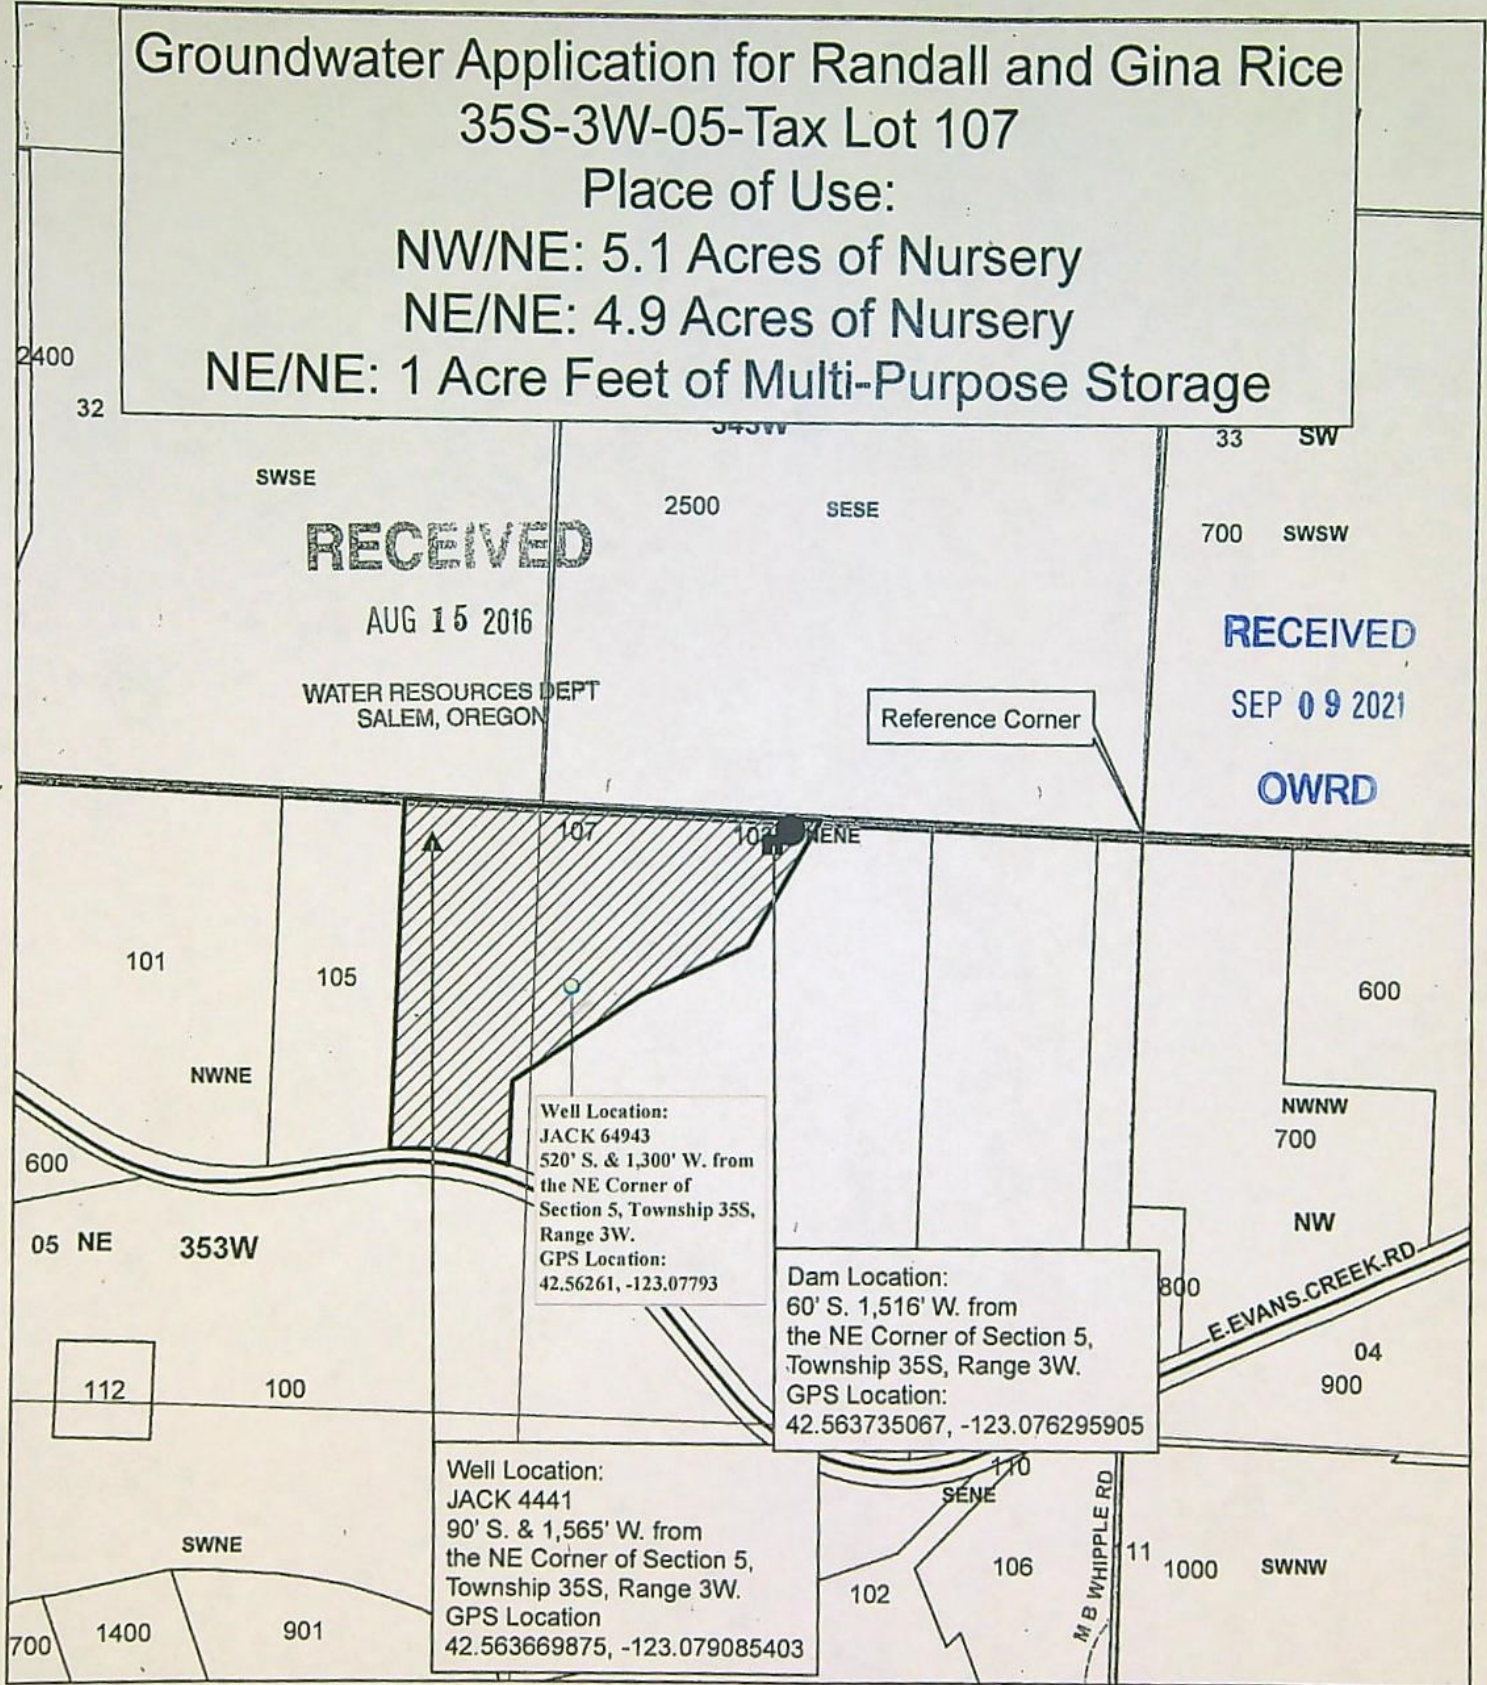 Groundwater Application for Randall and Gina Rice
35S-3W-05-Tax Lot 107
Place of Use:
NW/NE: 5.1 Acres of Nursery
NE/NE: 4.9 Acres of Nursery
NE/NE: 1 Acre Feet of Multi-Purpose Storage
2400
32
343W
33 SW
SWSE
2500 SESE
700 SWSW
RECEIVED
AUG 15 2016
WATER RESOURCES DEPT
SALEM, OREGON
RECEIVED
SEP 09 2021
OWRD
Reference Corner
107
NENE
101
105
600
NWNE
NWNW
700
600
05 NE 353W
NW
Well Location:
JACK 64943
520' S. & 1,300' W. from
the NE Corner of
Section 5, Township 35S,
Range 3W.
GPS Location:
42.56261, -123.07793
Dam Location:
60' S. 1,516' W. from
the NE Corner of Section 5,
Township 35S, Range 3W.
GPS Location:
42.563735067, -123.076295905
800
E.EVANS.CREEK.RD
04
900
112
100
Well Location:
JACK 4441
90' S. & 1,565' W. from
the NE Corner of Section 5,
Township 35S, Range 3W.
GPS Location
42.563669875, -123.079085403
110
SENE
SWNE
102
106
M B WHIPPLE RD
11
1000 SWNW
700
1400
901